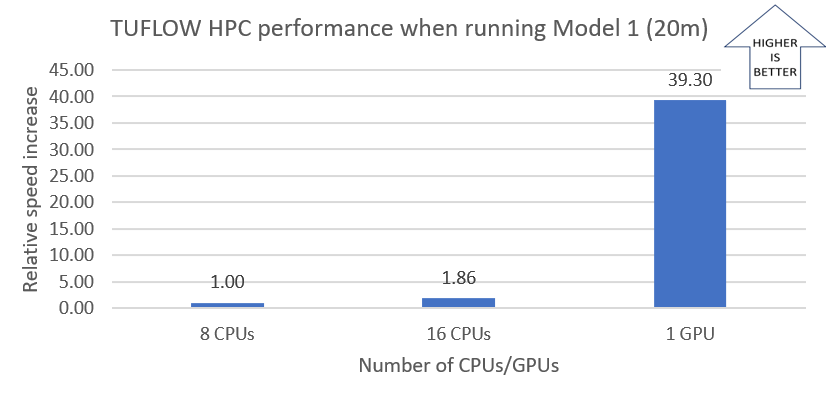 TUFLOW HPC performance when running Model 1 (20m)
HIGHER
IS
BETTER
Relative speed increase
45.00
40.00
35.00
30.00
25.00
20.00
15.00
10.00
5.00
0.00
1.00
1.86
39.30
8 CPUs
16 CPUs
1 GPU
Number of CPUs/GPUs